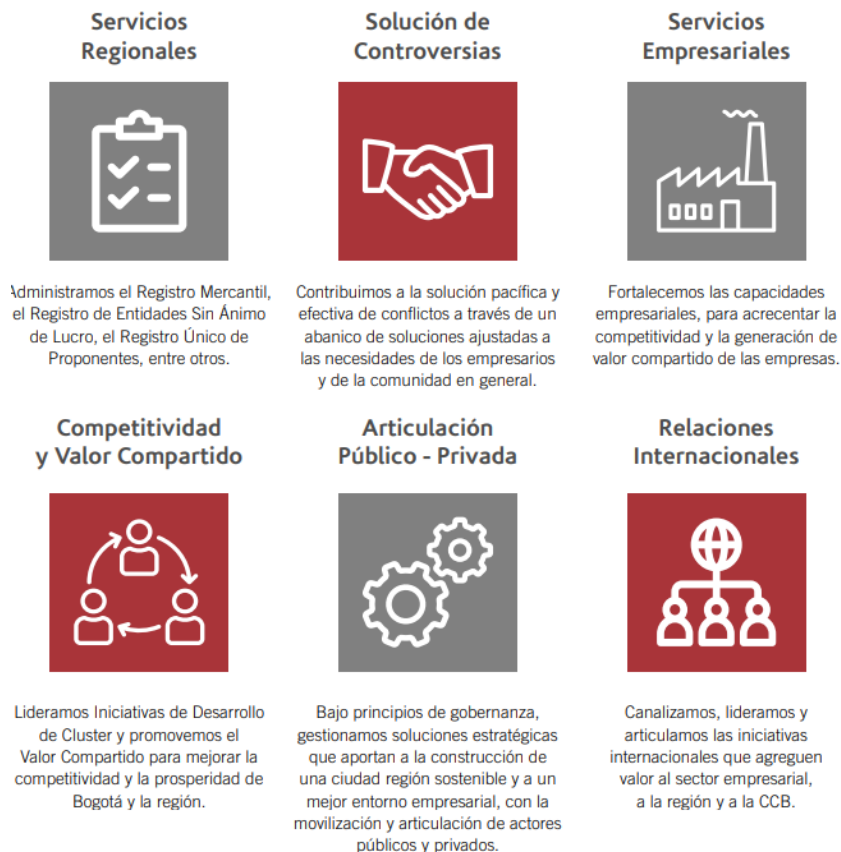 Servicios
Regionales
Administramos el Registro Mercantil,
el Registro de Entidades Sin Ánimo
de Lucro, el Registro Único de
Proponentes, entre otros.
Solución de
Controversias
Contribuimos a la solución pacífica y
efectiva de conflictos a través de un
abanico de soluciones ajustadas a
las necesidades de los empresarios
y de la comunidad en general.
Servicios
Empresariales
Fortalecemos las capacidades
empresariales, para acrecentar la
competitividad y la generación de
valor compartido de las empresas.
Competitividad
y Valor Compartido
Lideramos Iniciativas de Desarrollo
de Cluster y promovemos el
Valor Compartido para mejorar la
competitividad y la prosperidad de
Bogotá y la región.
Articulación
Público - Privada
Bajo principios de gobernanza,
gestionamos soluciones estratégicas
que aportan a la construcción de
una ciudad región sostenible y a un
mejor entorno empresarial, con la
movilización y articulación de actores
públicos y privados.
Relaciones
Internacionales
Canalizamos, lideramos y
articulamos las iniciativas
internacionales que agreguen
valor al sector empresarial,
a la región y a la CCB.